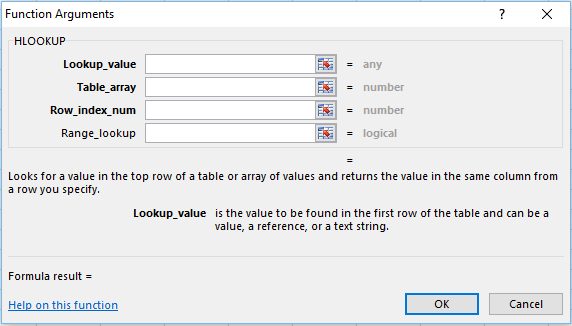 Function Arguments ? ×
HLOOKUP
Lookup_value = any
Table_array = number
Row_index_num = number
Range_lookup = logical
=
Looks for a value in the top row of a table or array of values and returns the value in the same column from
a row you specify.
Lookup_value is the value to be found in the first row of the table and can be a
value, a reference, or a text string.
Formula result =
Help on this function OK Cancel